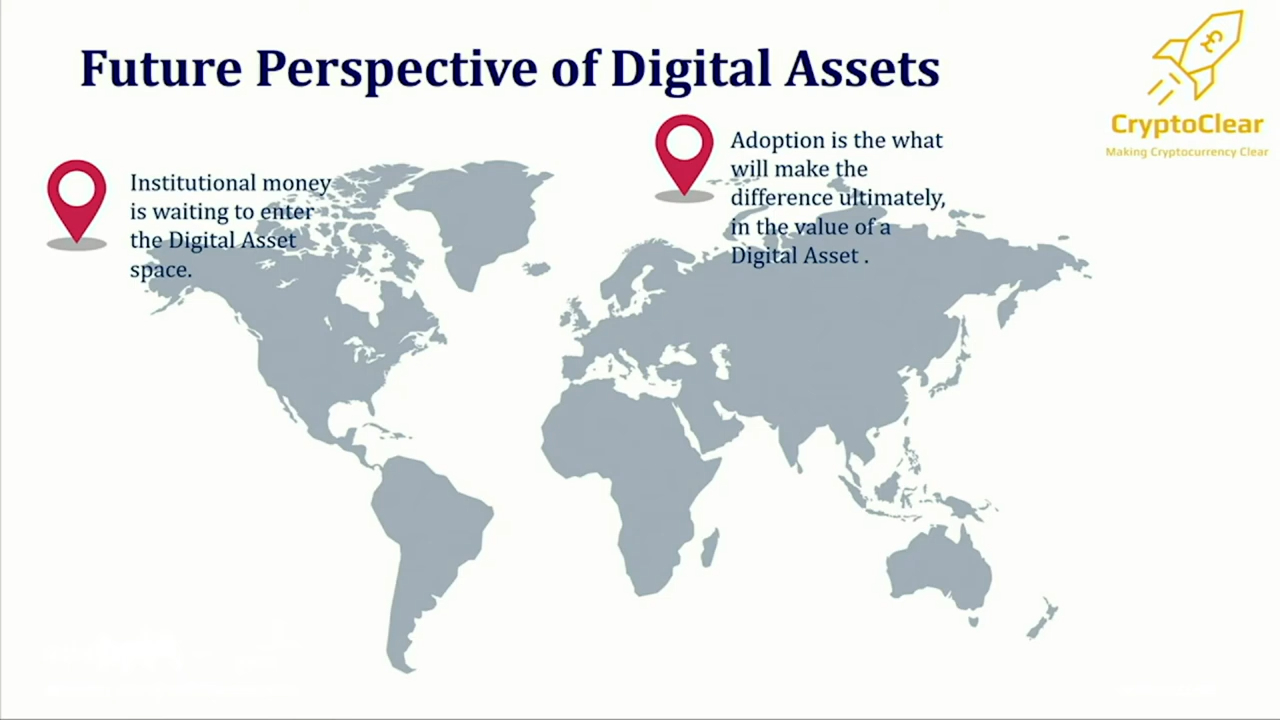 Future Perspective of Digital Assets
£
CryptoClear
Making Cryptocurrency Clear
Institutional money
is waiting to enter
the Digital Asset
space.
Adoption is the what
will make the
difference ultimately,
in the value of a
Digital Asset .